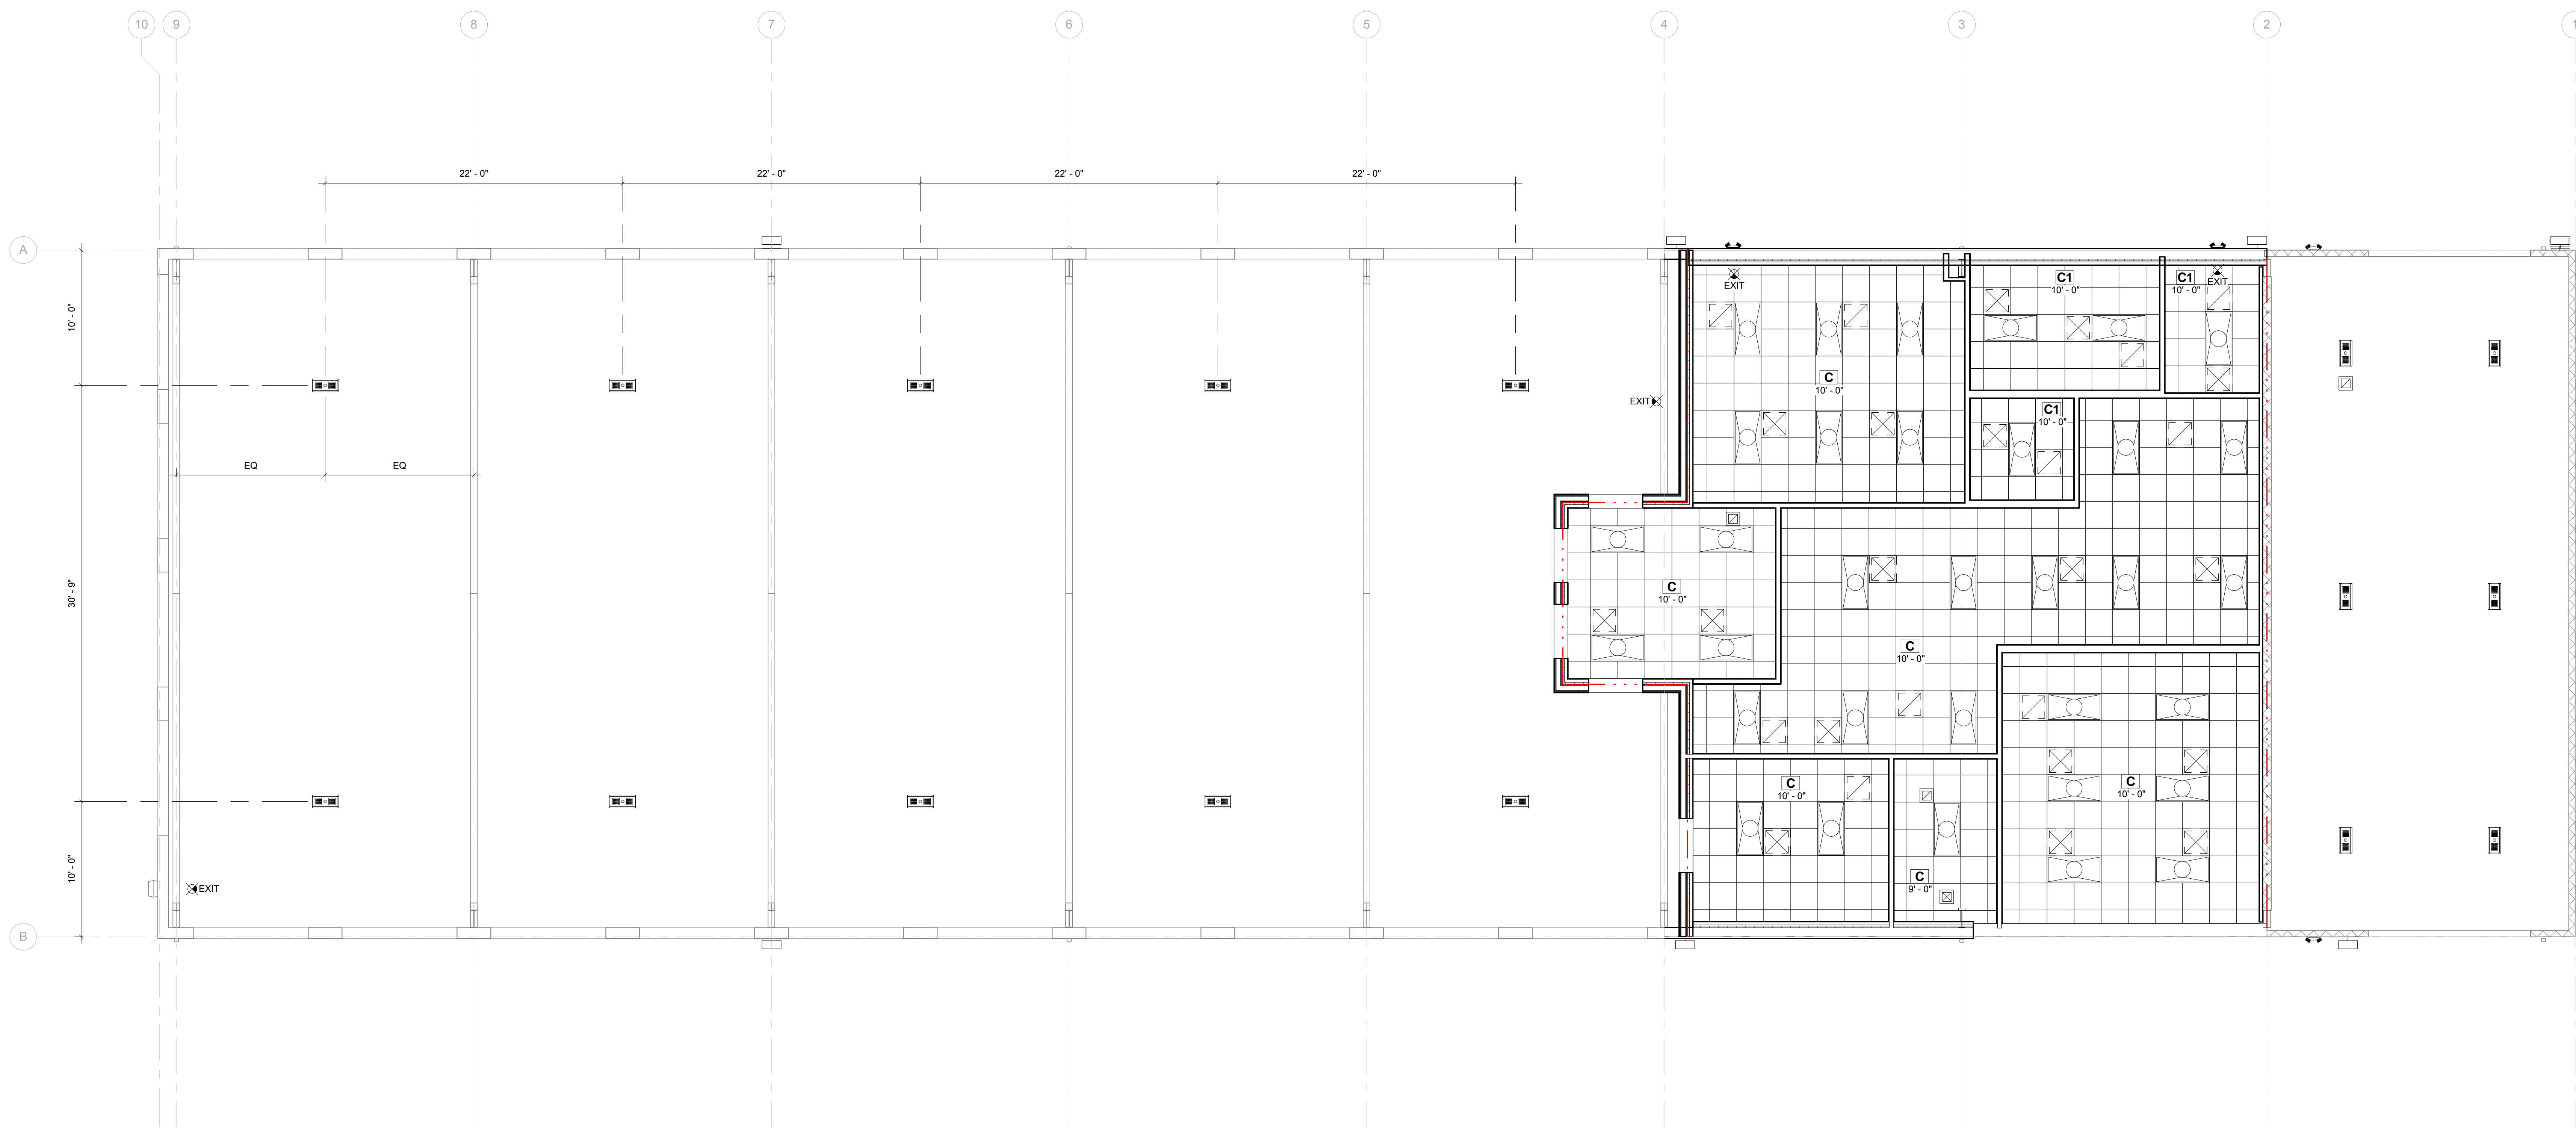 10 9 8 7 6 5 4 3 2 1
22' - 0" 22' - 0" 22' - 0" 22' - 0"
A
10' - 0"
EXIT
C1
10' - 0"
C1
10' - 0"
EXIT
C
10' - 0"
EXIT
C1
10' - 0"
EQ EQ
30' - 9"
C
10' - 0"
C
10' - 0"
C
10' - 0"
C
10' - 0"
10' - 0"
C
9' - 0"
EXIT
B